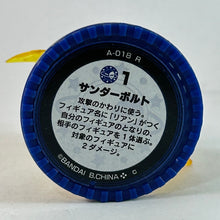 A-018 R
1
サンダーボルト
攻撃のかわりに使う。
フィギュア名に「リアン」がつく
自分のフィギュアのとなりの、
相手のフィギュアを1体選ぶ。
対象のフィギュアに
2ダメージ。
©BANDAI B.CHINA